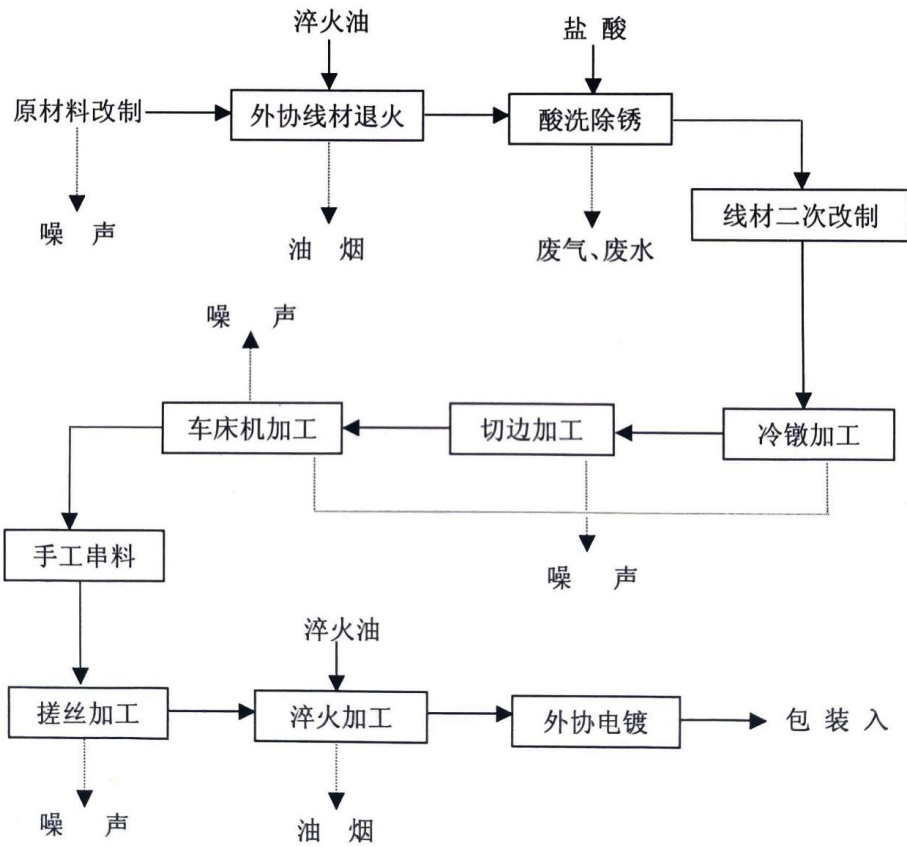 淬火油
盐 酸
原材料改制
外协线材退火
酸洗除锈
噪 声
油 烟
废气、废水
线材二次改制
噪 声
车床机加工
切边加工
冷镦加工
手工串料
噪 声
淬火油
搓丝加工
淬火加工
外协电镀
包 装 入
噪 声
油 烟